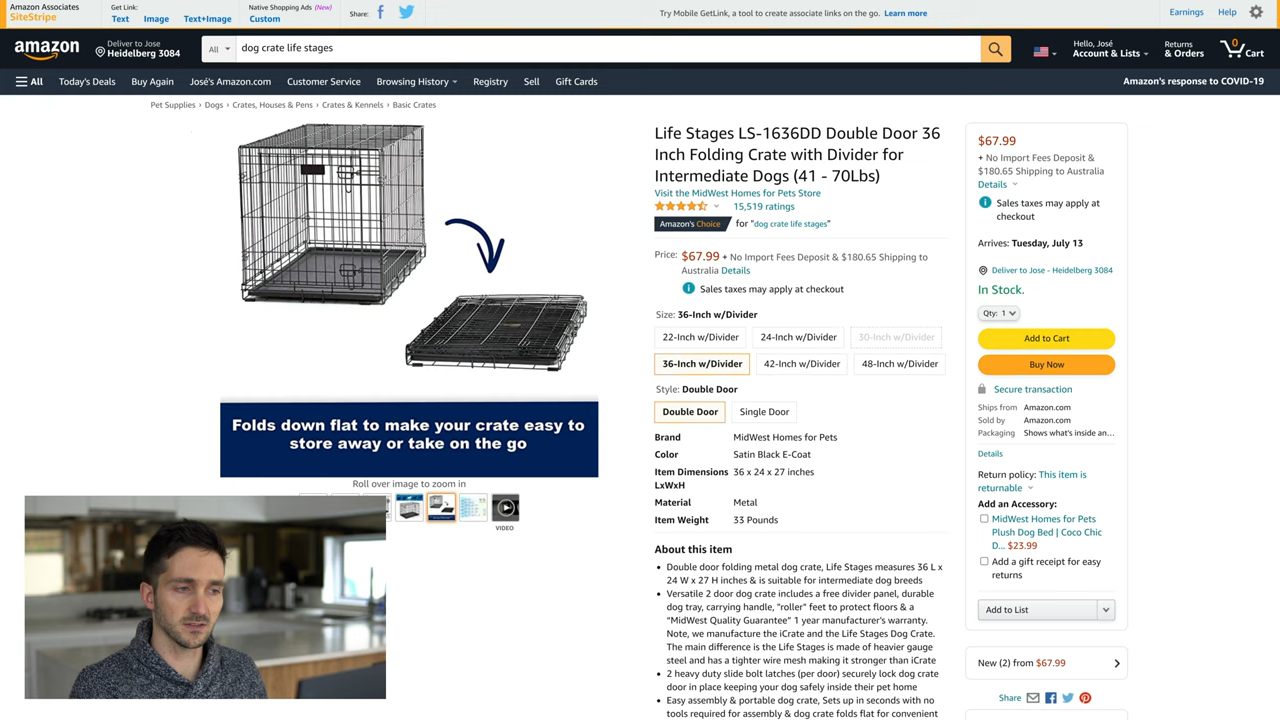 Amazon Associates
SiteStripe
Get Link:
Text Image Text+Image
Native Shopping Ads (New)
Custom
Share:
Try Mobile GetLink, a tool to create associate links on the go. Learn more
Earnings Help
amazon
Deliver to Jose
Heidelberg 3084
All
dog crate life stages
Hello, José
Account & Lists
Returns
& Orders
0
Cart
All Today's Deals Buy Again José's Amazon.com Customer Service Browsing History Registry Sell Gift Cards
Amazon's response to COVID-19
Pet Supplies › Dogs › Crates, Houses & Pens › Crates & Kennels › Basic Crates
Folds down flat to make your crate easy to
store away or take on the go
Roll over image to zoom in
VIDEO
Life Stages LS-1636DD Double Door 36
Inch Folding Crate with Divider for
Intermediate Dogs (41 - 70Lbs)
Visit the MidWest Homes for Pets Store
15,519 ratings
Amazon's Choice for "dog crate life stages"
Price: $67.99 + No Import Fees Deposit & $180.65 Shipping to
Australia Details
Sales taxes may apply at checkout
Size: 36-Inch w/Divider
22-Inch w/Divider 24-Inch w/Divider 30-Inch w/Divider
36-Inch w/Divider 42-Inch w/Divider 48-Inch w/Divider
Style: Double Door
Double Door Single Door
Brand MidWest Homes for Pets
Color Satin Black E-Coat
Item Dimensions 36 x 24 x 27 inches
LxWxH
Material Metal
Item Weight 33 Pounds
About this item
• Double door folding metal dog crate, Life Stages measures 36 L x
24 W x 27 H inches & is suitable for intermediate dog breeds
• Versatile 2 door dog crate includes a free divider panel, durable
dog tray, carrying handle, "roller" feet to protect floors & a
"MidWest Quality Guarantee" 1 year manufacturer's warranty.
Note, we manufacture the iCrate and the Life Stages Dog Crate.
The main difference is the Life Stages is made of heavier gauge
steel and has a tighter wire mesh making it stronger than iCrate
• 2 heavy duty slide bolt latches (per door) securely lock dog crate
door in place keeping your dog safely inside their pet home
• Easy assembly & portable dog crate, Sets up in seconds with no
tools required for assembly & dog crate folds flat for convenient
$67.99
+ No Import Fees Deposit &
$180.65 Shipping to Australia
Details
Sales taxes may apply at
checkout
Arrives: Tuesday, July 13
Deliver to Jose - Heidelberg 3084
In Stock.
Qty: 1
Add to Cart
Buy Now
Secure transaction
Ships from Amazon.com
Sold by Amazon.com
Packaging Shows what's inside an...
Details
Return policy: This item is
returnable
Add an Accessory:
MidWest Homes for Pets
Plush Dog Bed | Coco Chic
D... $23.99
Add a gift receipt for easy
returns
Add to List
New (2) from $67.99
Share